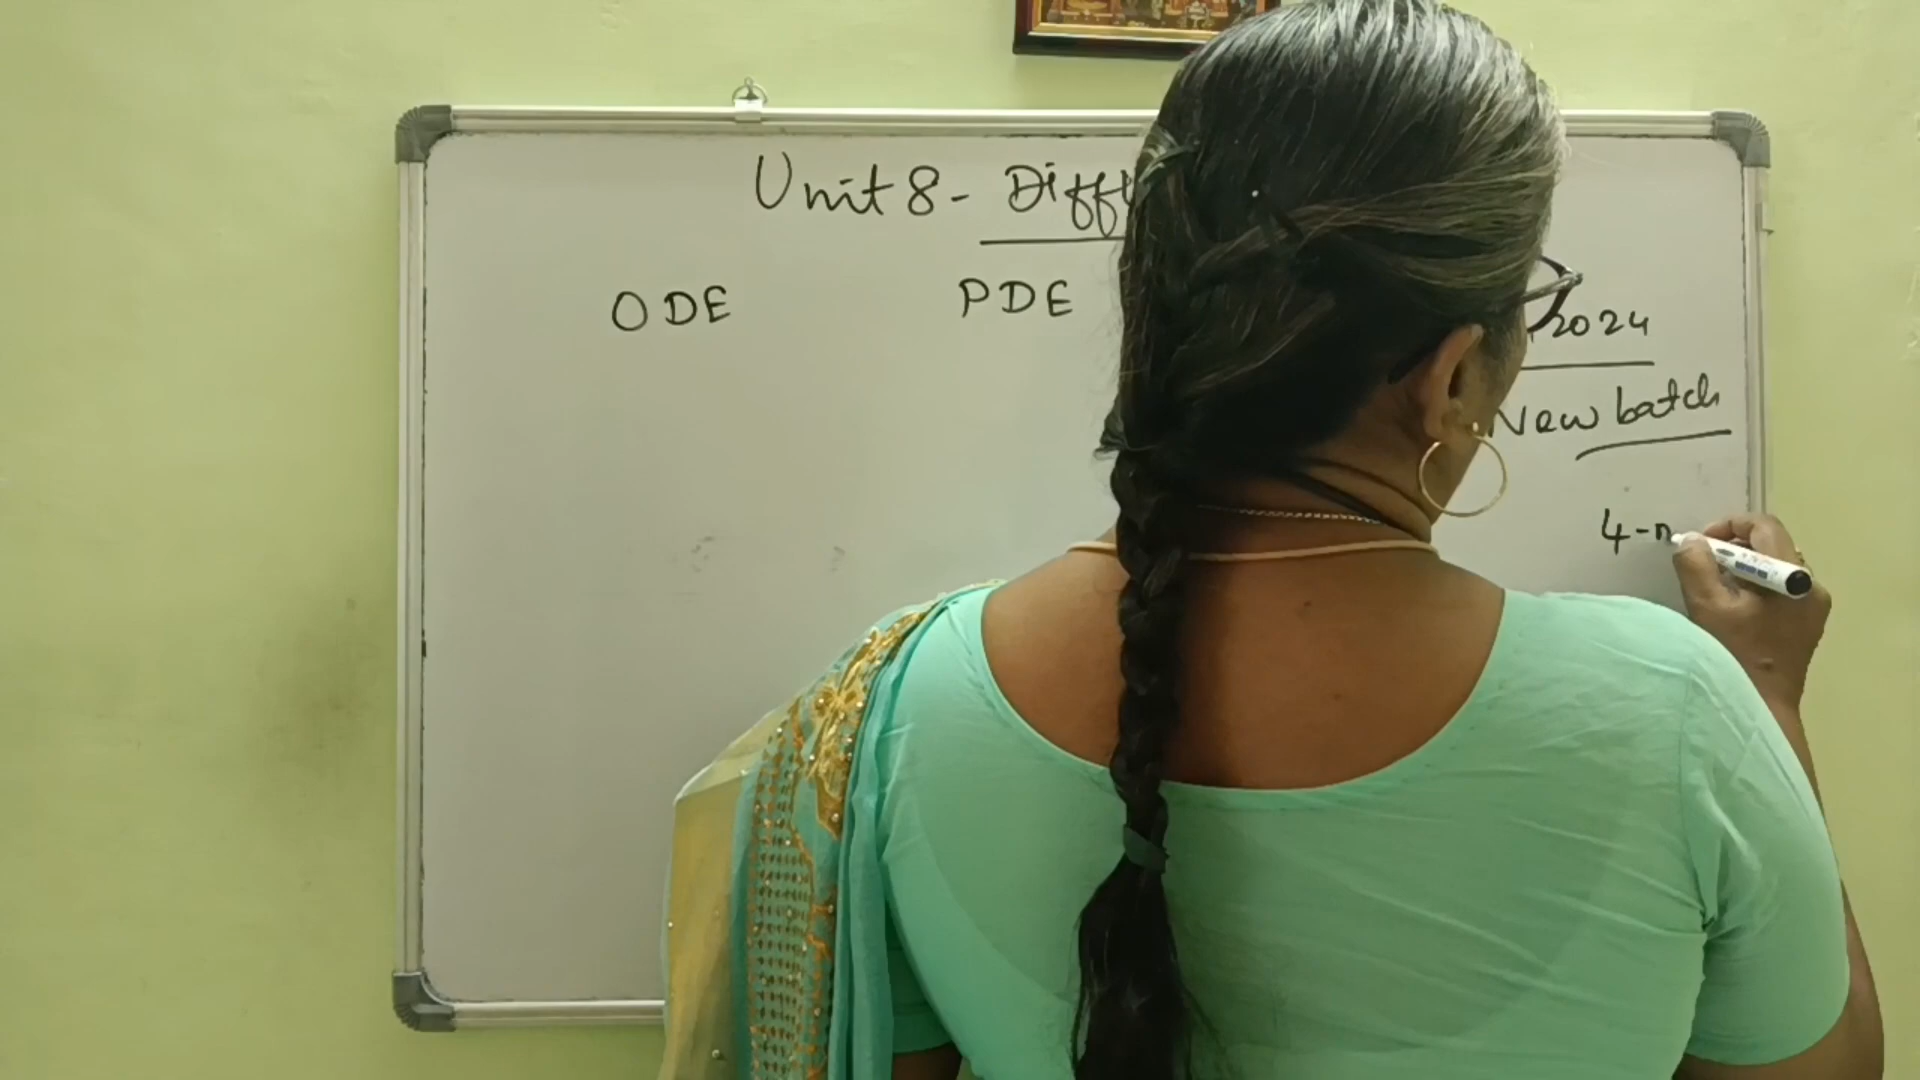 Unit 8 - Diff
ODE PDE 2024
New batch
4-n